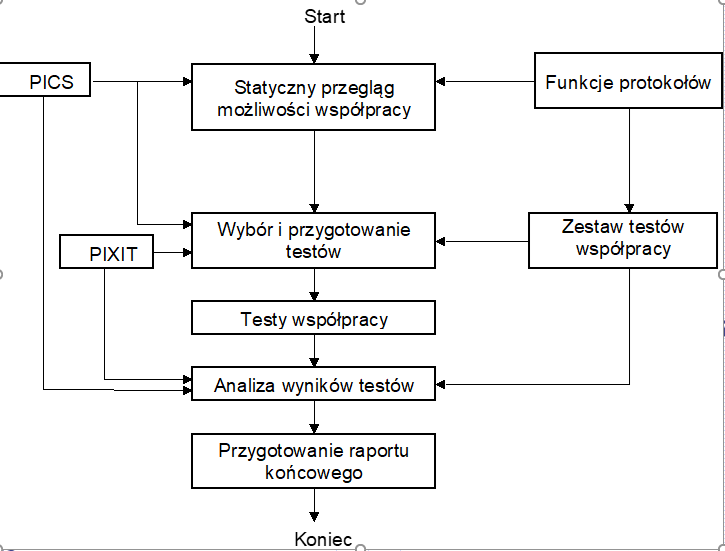 Start
PICS
Statyczny przegląg
możliwości współpracy
Funkcje protokołów
Wybór i przygotowanie
testów
Zestaw testów
współpracy
PIXIT
Testy współpracy
Analiza wyników testów
Przygotowanie raportu
końcowego
Koniec